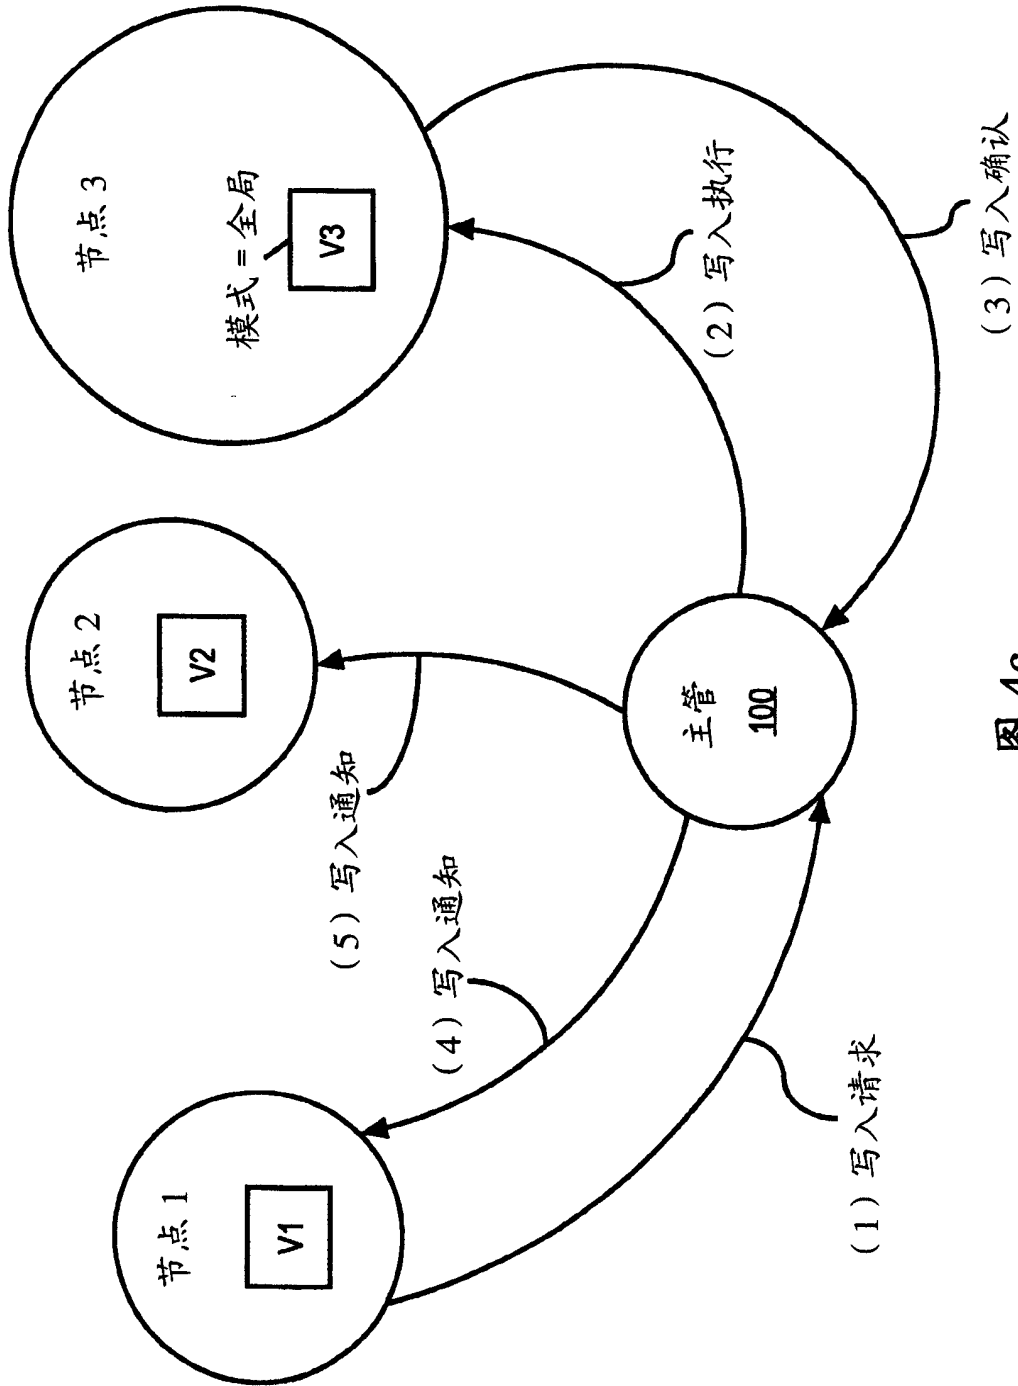 节点 1
V1
节点 2
V2
节点 3
模式 = 全局
V3
(5) 写入通知
(4) 写入通知
(2) 写入执行
主管
100
(1) 写入请求
(3) 写入确认
图